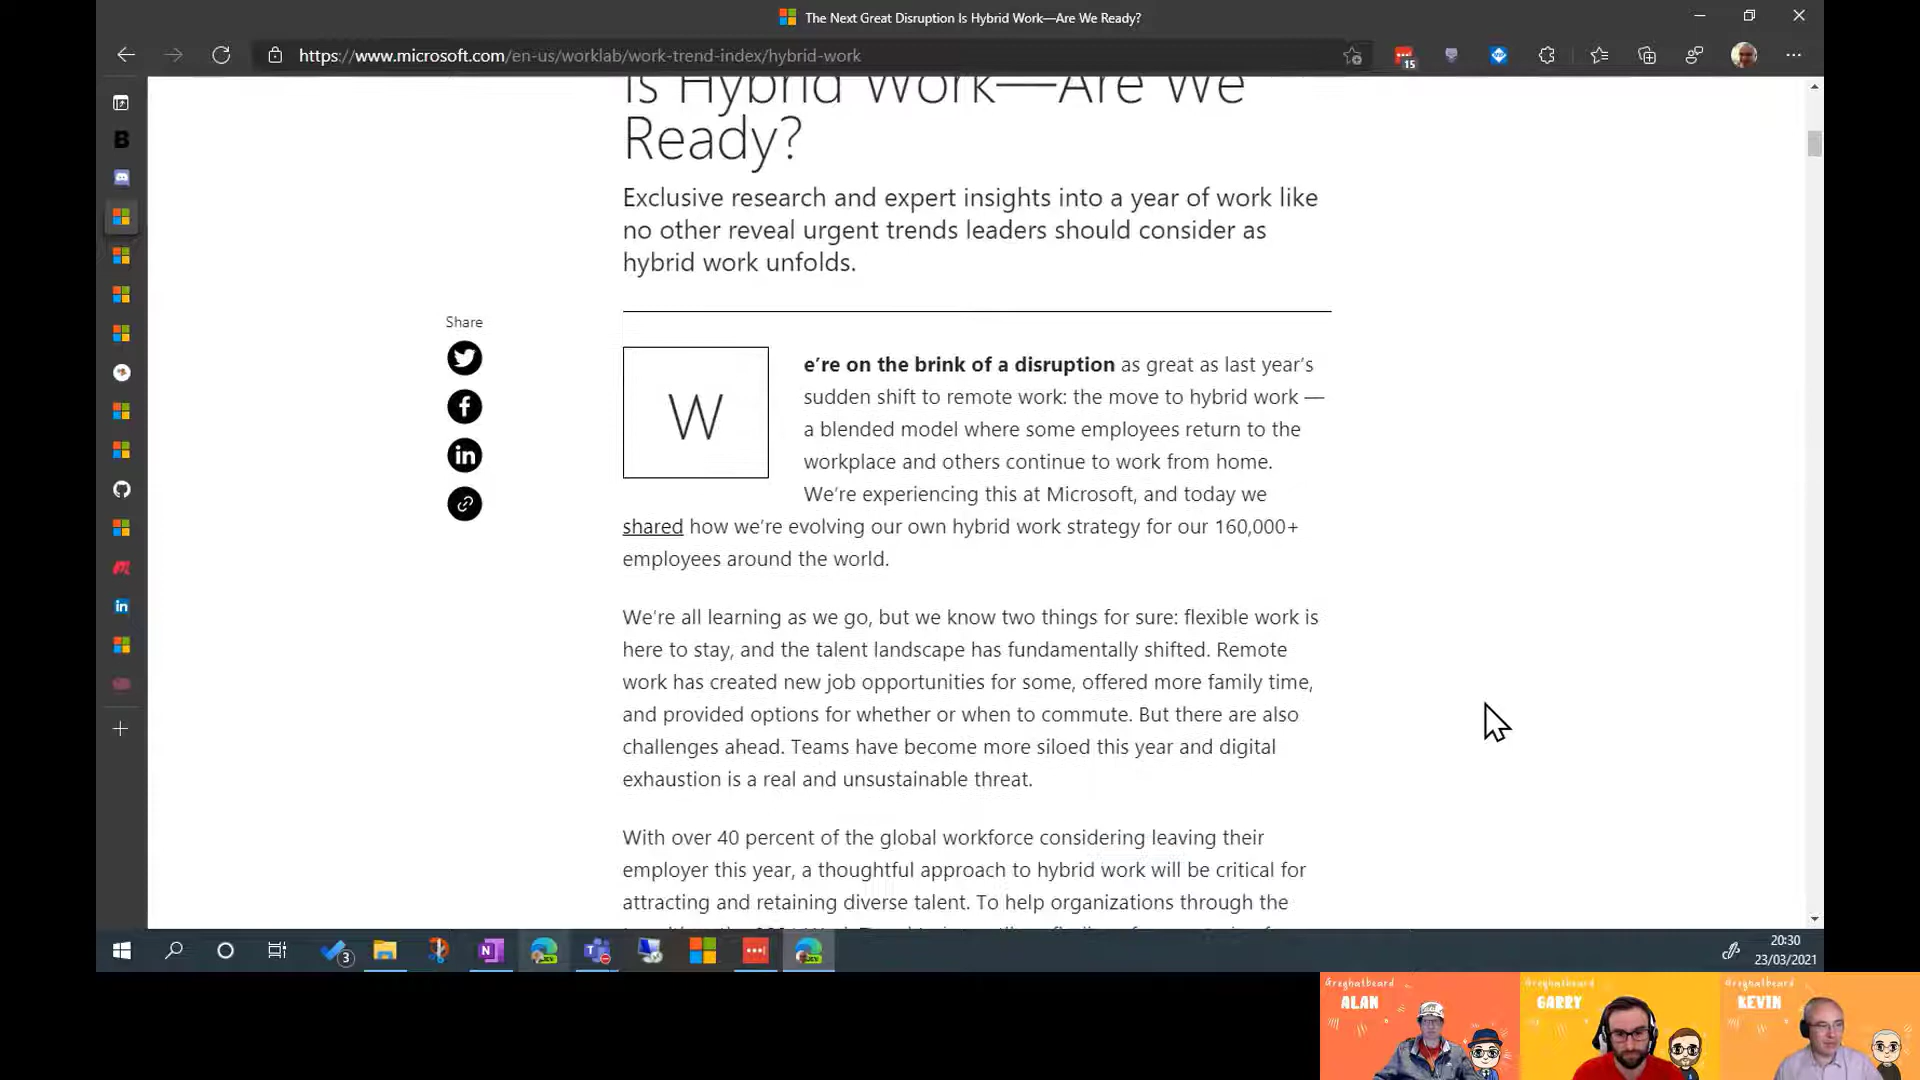 The Next Great Disruption Is Hybrid Work—Are We Ready?
https://www.microsoft.com/en-us/worklab/work-trend-index/hybrid-work
15
B
Is Hybrid Work—Are We
Ready?
Exclusive research and expert insights into a year of work like
no other reveal urgent trends leaders should consider as
hybrid work unfolds.
Share
W
e’re on the brink of a disruption as great as last year’s
sudden shift to remote work: the move to hybrid work —
a blended model where some employees return to the
workplace and others continue to work from home.
We’re experiencing this at Microsoft, and today we
shared how we’re evolving our own hybrid work strategy for our 160,000+
employees around the world.
We’re all learning as we go, but we know two things for sure: flexible work is
here to stay, and the talent landscape has fundamentally shifted. Remote
work has created new job opportunities for some, offered more family time,
and provided options for whether or when to commute. But there are also
challenges ahead. Teams have become more siloed this year and digital
exhaustion is a real and unsustainable threat.
With over 40 percent of the global workforce considering leaving their
employer this year, a thoughtful approach to hybrid work will be critical for
attracting and retaining diverse talent. To help organizations through the
3
20:30
23/03/2021
@reghatbeard
ALAN
@reghatbeard
GARRY
@reghatbeard
KEVIN